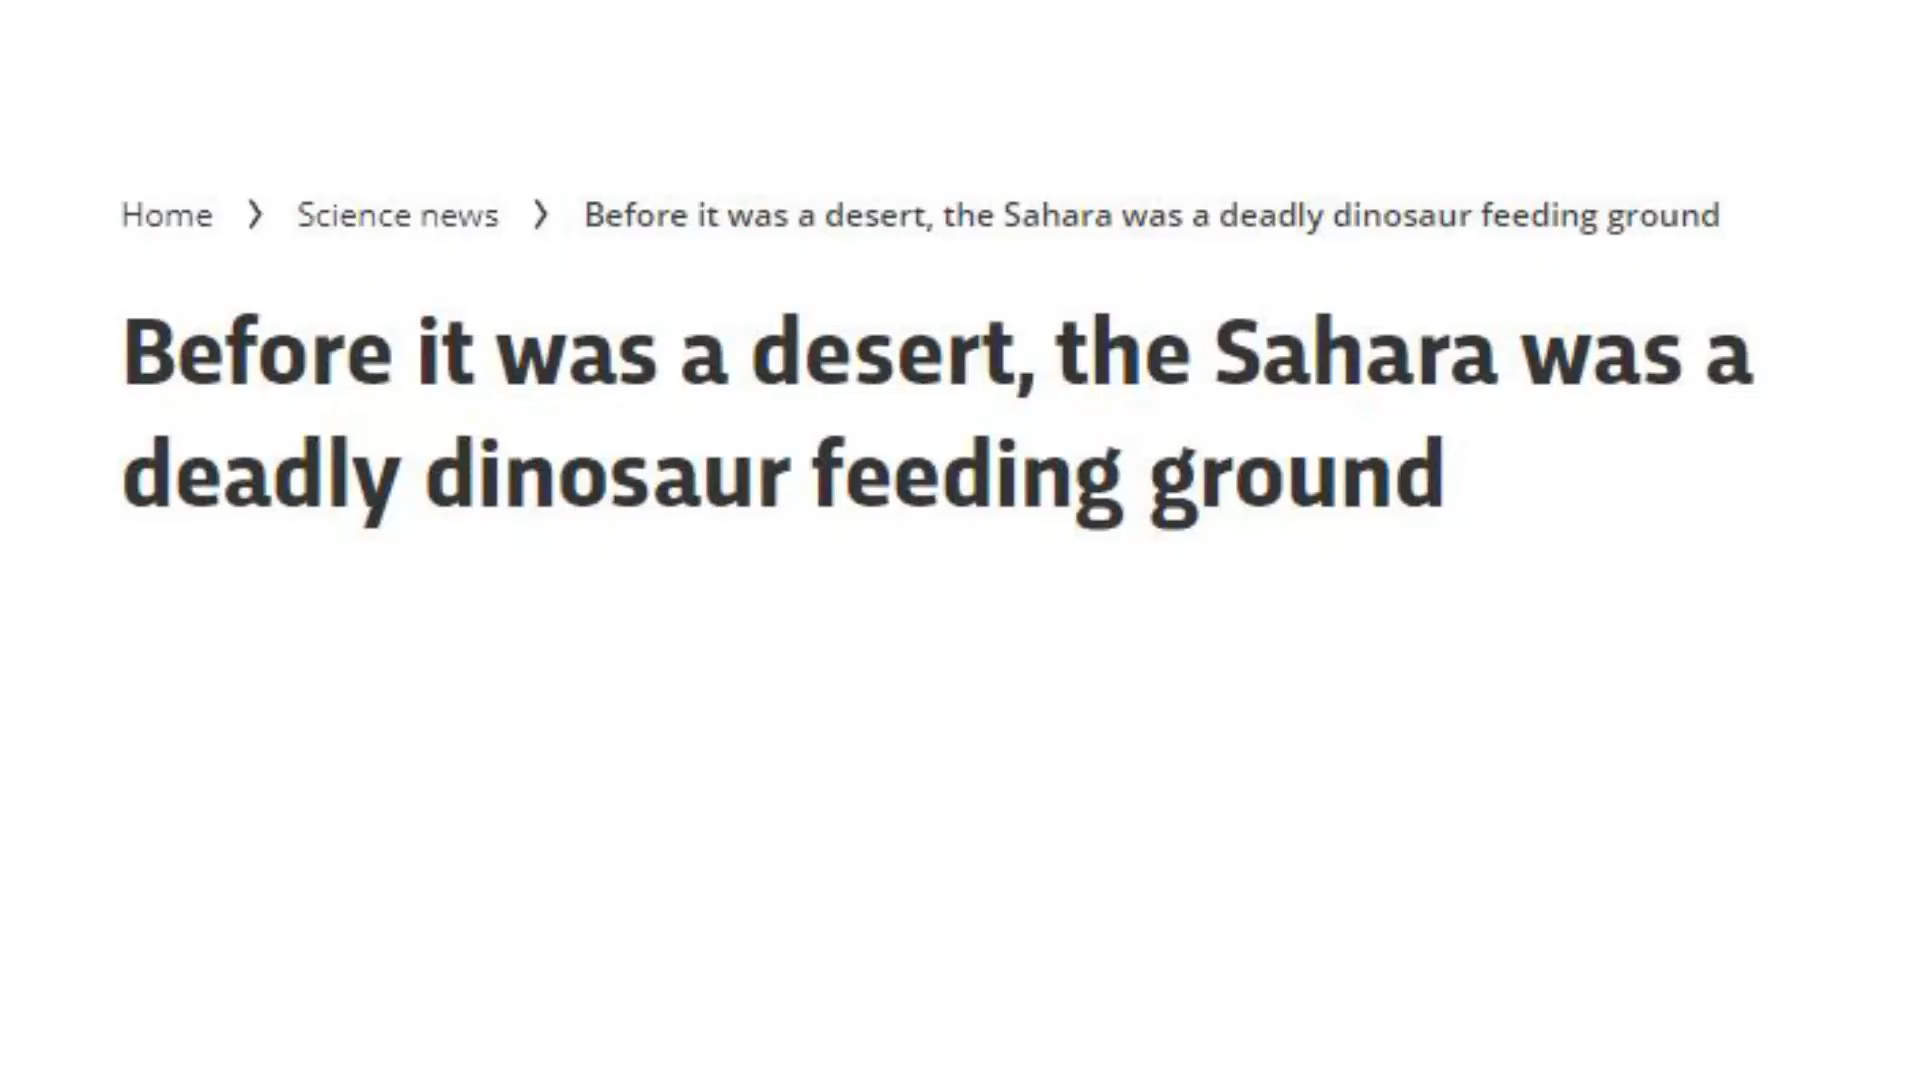 Home > Science news > Before it was a desert, the Sahara was a deadly dinosaur feeding ground
Before it was a desert, the Sahara was a
deadly dinosaur feeding ground